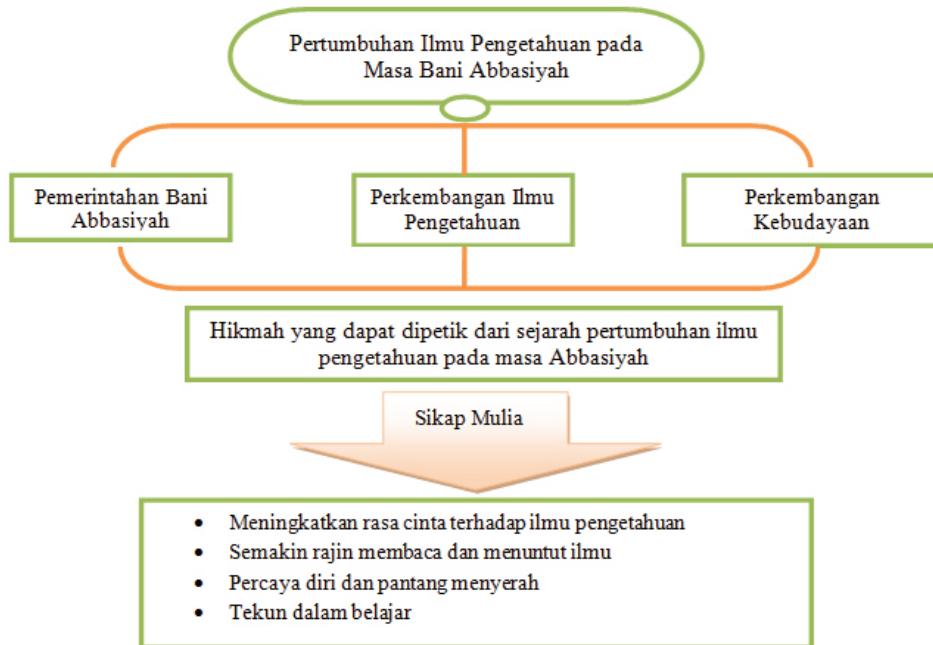 Pertumbuhan Ilmu Pengetahuan pada
Masa Bani Abbasiyah
Pemerintahan Bani
Abbasiyah
Perkembangan Ilmu
Pengetahuan
Perkembangan
Kebudayaan
Hikmah yang dapat dipetik dari sejarah pertumbuhan ilmu
pengetahuan pada masa Abbasiyah
Sikap Mulia
• Meningkatkan rasa cinta terhadap ilmu pengetahuan
• Semakin rajin membaca dan menuntut ilmu
• Percaya diri dan pantang menyerah
• Tekun dalam belajar